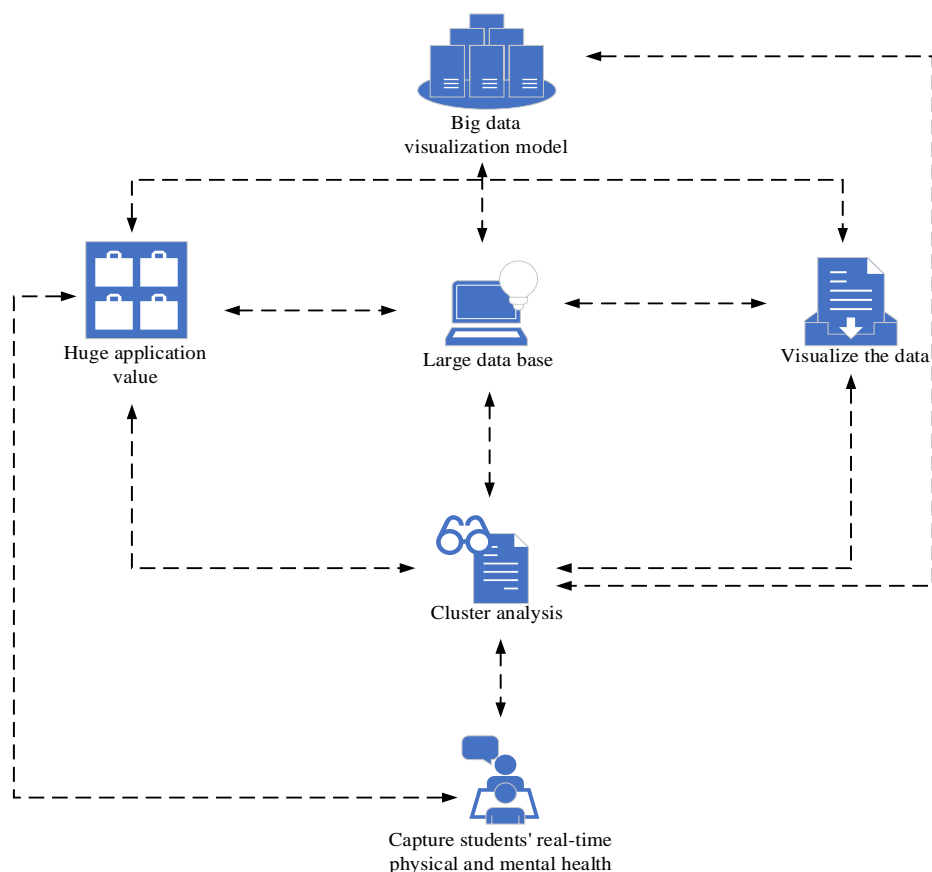 Big data
visualization model
Huge application
value
Large data base
Visualize the data
Cluster analysis
Capture students' real-time
physical and mental health